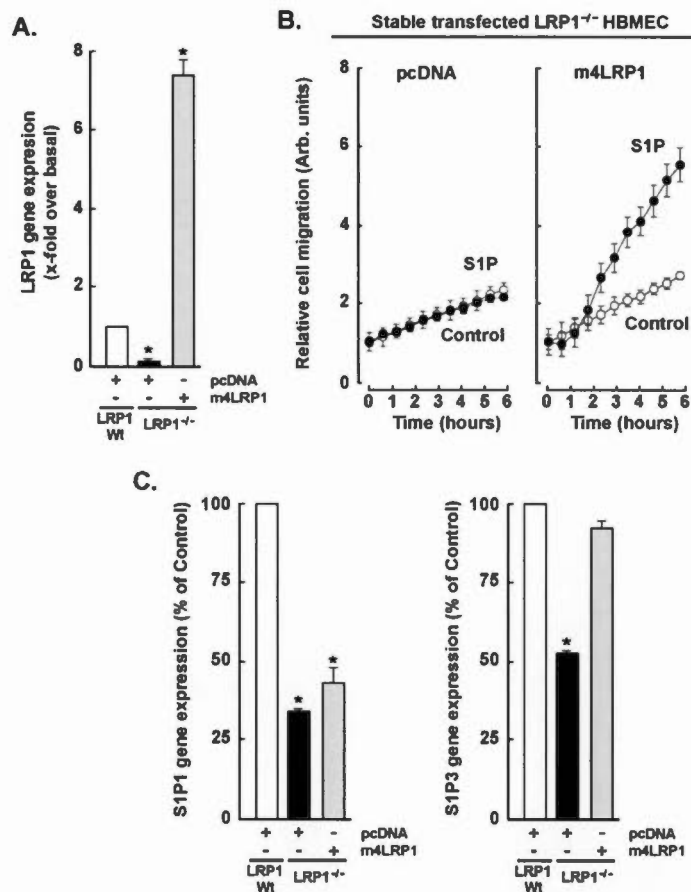 A.
LRP1 gene expresion
(x-fold over basal)
8
6
4
2
0
*
*
+ + - pcDNA
- - + m4LRP1
LRP1
Wt
LRP1-/-
B.
Stable transfected LRP1-/- HBMEC
Relative cell migration (Arb. units)
8
6
4
2
0
pcDNA
S1P
Control
0 1 2 3 4 5 6
Time (hours)
m4LRP1
S1P
Control
0 1 2 3 4 5 6
Time (hours)
C.
S1P1 gene expression (% of Control)
100
75
50
25
0
*
*
+ + - pcDNA
- - + m4LRP1
LRP1
Wt
LRP1-/-
S1P3 gene expression (% of Control)
100
75
50
25
0
*
+ + - pcDNA
- - + m4LRP1
LRP1
Wt
LRP1-/-